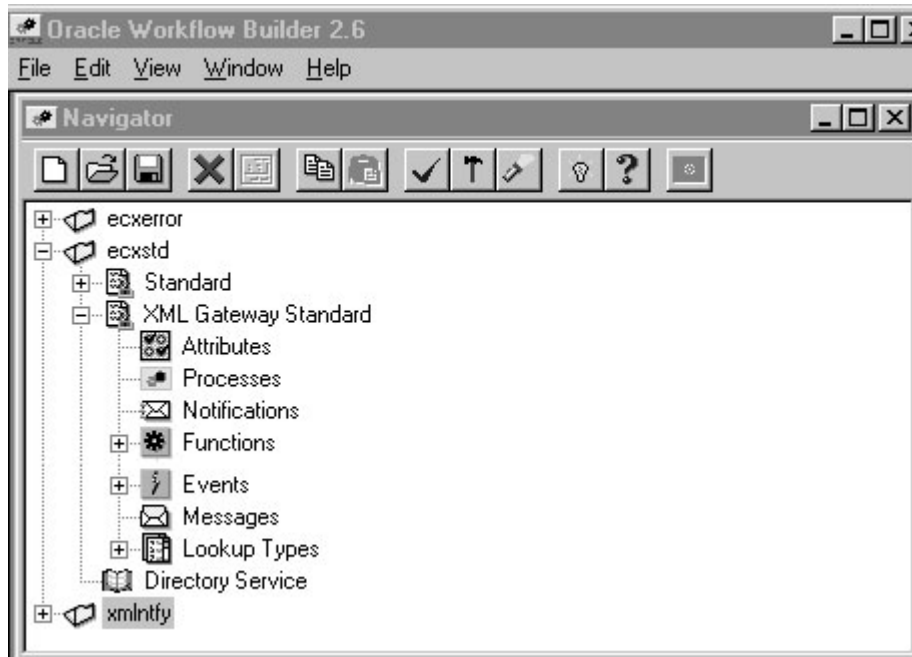 Oracle Workflow Builder 2.6
File Edit View Window Help
Navigator
ecxerror
ecxstd
Standard
XML Gateway Standard
Attributes
Processes
Notifications
Functions
Events
Messages
Lookup Types
Directory Service
xmlntfy